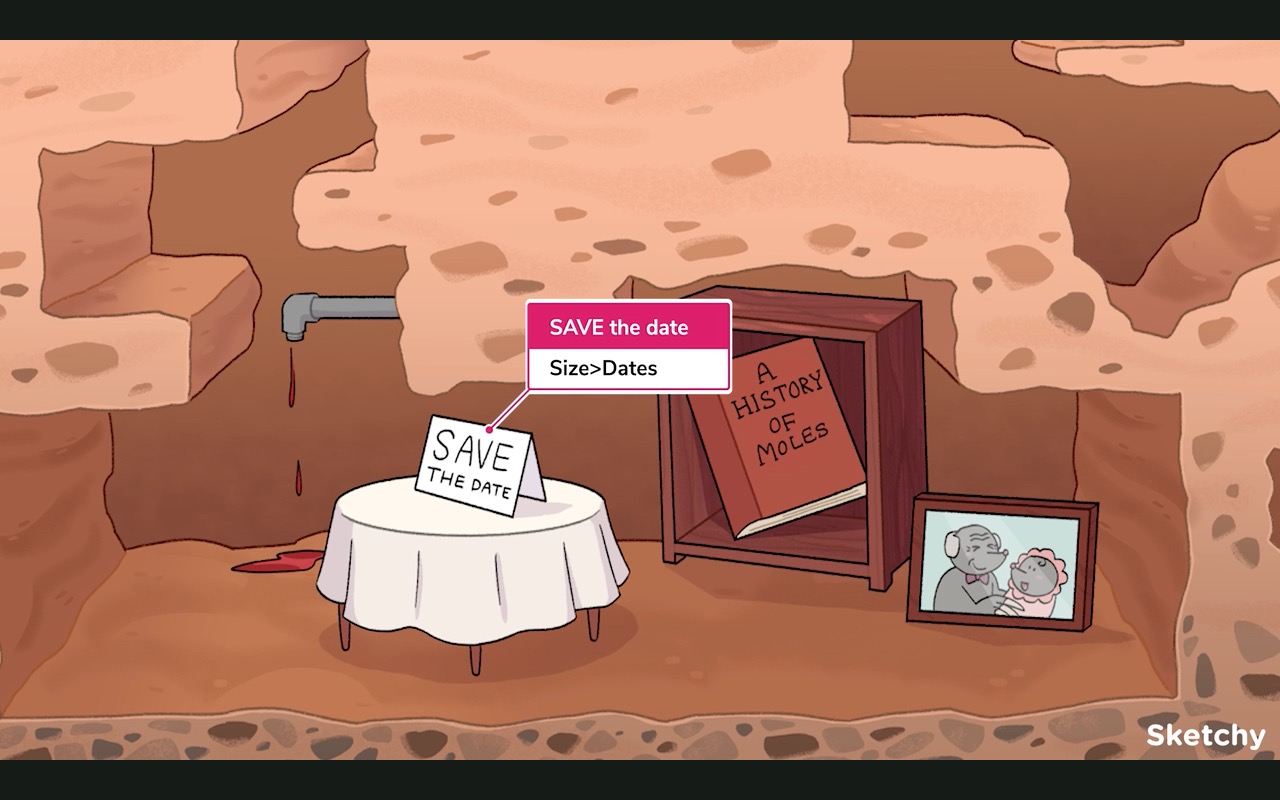 SAVE the date
Size>Dates
SAVE
THE DATE
A
HISTORY
OF
MOLES
Sketchy